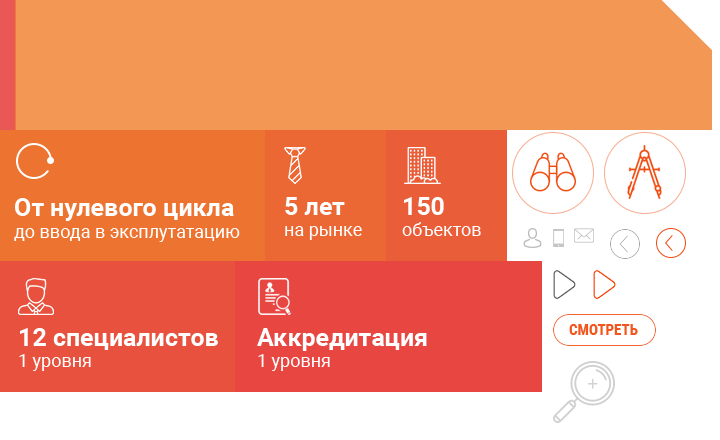 От нулевого цикла
до ввода в эксплутатацию
5 лет
на рынке
150
объектов
12 специалистов
1 уровня
Аккредитация
1 уровня
СМОТРЕТЬ